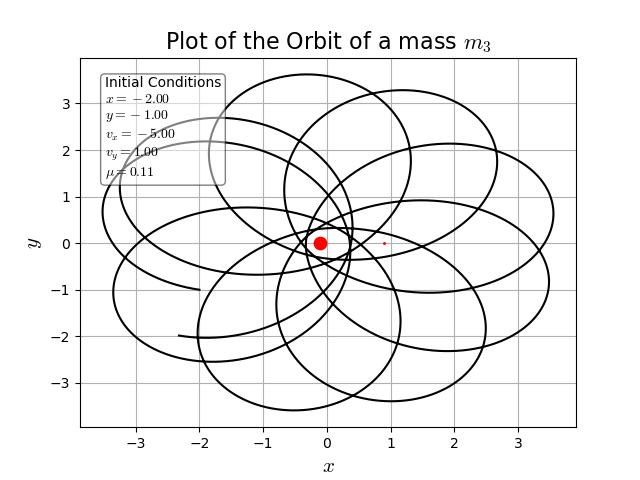 Plot of the Orbit of a mass m₃
Initial Conditions
x = −2.00
y = −1.00
vₓ = −5.00
v_y = 1.00
μ = 0.11
3
2
1
0
−1
−2
−3
y
−3 −2 −1 0 1 2 3
x